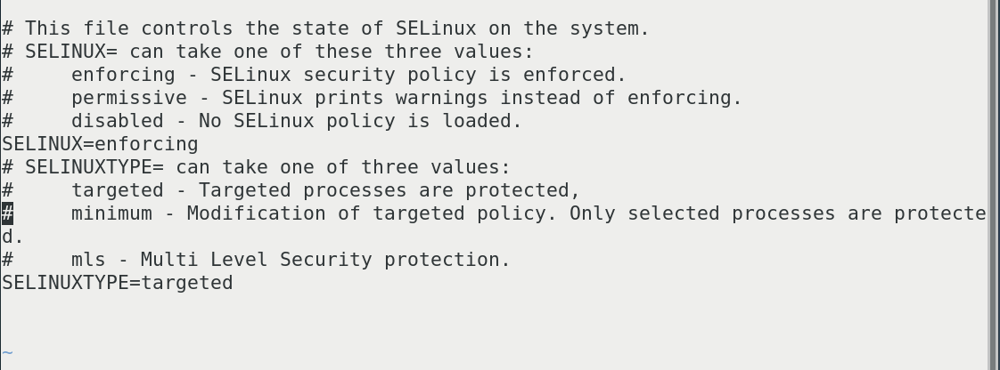 # This file controls the state of SELinux on the system.
# SELINUX= can take one of these three values:
#     enforcing - SELinux security policy is enforced.
#     permissive - SELinux prints warnings instead of enforcing.
#     disabled - No SELinux policy is loaded.
SELINUX=enforcing
# SELINUXTYPE= can take one of three values:
#     targeted - Targeted processes are protected,
#     minimum - Modification of targeted policy. Only selected processes are protecte
d.
#     mls - Multi Level Security protection.
SELINUXTYPE=targeted
~